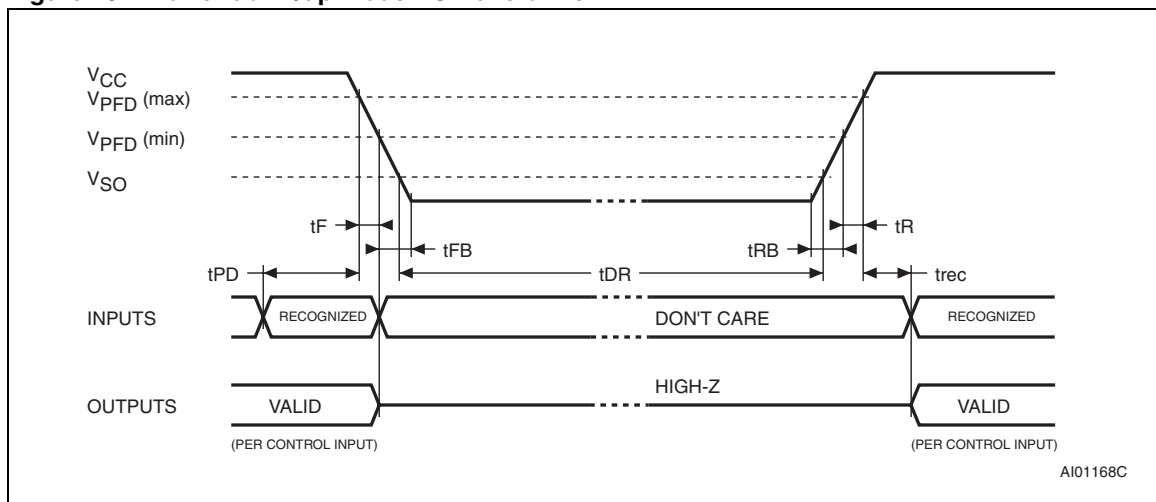 VCC
VPFD (max)
VPFD (min)
VSO
tF
tR
tFB
tRB
tPD
tDR
trec
INPUTS
RECOGNIZED
DON'T CARE
RECOGNIZED
HIGH-Z
OUTPUTS
VALID
VALID
(PER CONTROL INPUT)
(PER CONTROL INPUT)
AI01168C